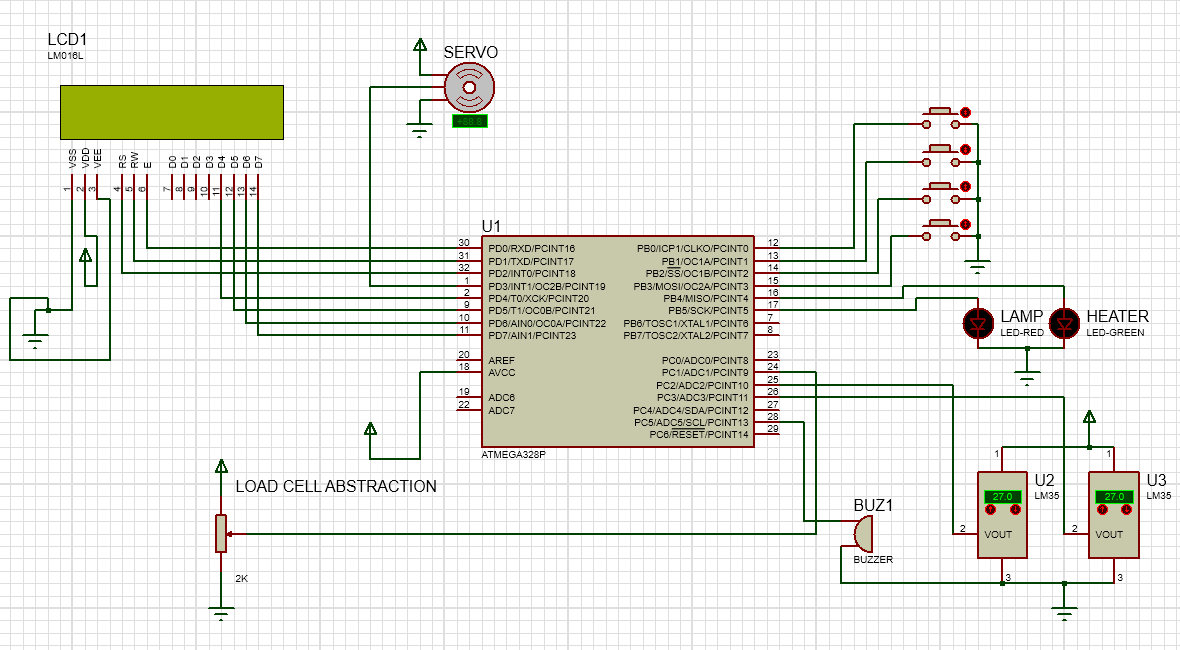 LCD1
LM016L
VSS
VDD
VEE
RS
RW
E
D0
D1
D2
D3
D4
D5
D6
D7
1
2
3
4
5
6
7
8
9
10
11
12
13
14
SERVO
U1
30 PD0/RXD/PCINT16
31 PD1/TXD/PCINT17
32 PD2/INT0/PCINT18
1 PD3/INT1/OC2B/PCINT19
2 PD4/T0/XCK/PCINT20
9 PD5/T1/OC0B/PCINT21
10 PD6/AIN0/OC0A/PCINT22
11 PD7/AIN1/PCINT23
20 AREF
18 AVCC
19 ADC6
22 ADC7
PB0/ICP1/CLKO/PCINT0 12
PB1/OC1A/PCINT1 13
PB2/SS/OC1B/PCINT2 14
PB3/MOSI/OC2A/PCINT3 15
PB4/MISO/PCINT4 16
PB5/SCK/PCINT5 17
PB6/TOSC1/XTAL1/PCINT6 7
PB7/TOSC2/XTAL2/PCINT7 8
PC0/ADC0/PCINT8 23
PC1/ADC1/PCINT9 24
PC2/ADC2/PCINT10 25
PC3/ADC3/PCINT11 26
PC4/ADC4/SDA/PCINT12 27
PC5/ADC5/SCL/PCINT13 28
PC6/RESET/PCINT14 29
ATMEGA328P
LAMP
LED-RED
HEATER
LED-GREEN
LOAD CELL ABSTRACTION
2K
BUZ1
BUZZER
U2
LM35
1
27.0
2
VOUT
3
U3
LM35
1
27.0
2
VOUT
3